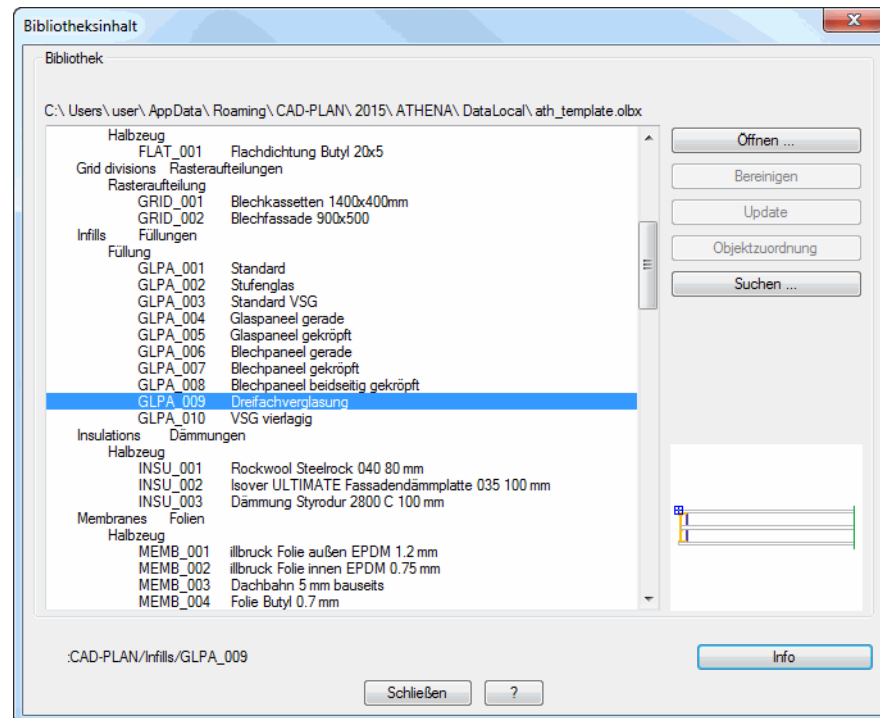 Bibliotheksinhalt
Bibliothek
C:\ Users\ user\ AppData\ Roaming\ CAD-PLAN\ 2015\ ATHENA\ DataLocal\ ath_template.olbx
Halbzeug
FLAT_001 Flachdichtung Butyl 20x5
Grid divisions Rasteraufteilungen
Rasteraufteilung
GRID_001 Blechkassetten 1400x400mm
GRID_002 Blechfassade 900x500
Infills Füllungen
Füllung
GLPA_001 Standard
GLPA_002 Stufenglas
GLPA_003 Standard VSG
GLPA_004 Glaspaneel gerade
GLPA_005 Glaspaneel gekröpft
GLPA_006 Blechpaneel gerade
GLPA_007 Blechpaneel gekröpft
GLPA_008 Blechpaneel beidseitig gekröpft
GLPA_009 Dreifachverglasung
GLPA_010 VSG vierlagig
Insulations Dämmungen
Halbzeug
INSU_001 Rockwool Steelrock 040 80 mm
INSU_002 Isover ULTIMATE Fassadendämmplatte 035 100 mm
INSU_003 Dämmung Styrodur 2800 C 100 mm
Membranes Folien
Halbzeug
MEMB_001 illbruck Folie außen EPDM 1.2 mm
MEMB_002 illbruck Folie innen EPDM 0.75 mm
MEMB_003 Dachbahn 5 mm bauseits
MEMB_004 Folie Butyl 0.7 mm
Öffnen ...
Bereinigen
Update
Objektzuordnung
Suchen ...
:CAD-PLAN/Infills/GLPA_009
Info
Schließen
?